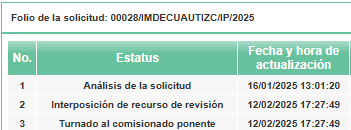 Folio de la solicitud: 00028/IMDECUAUTIZC/IP/2025
No. Estatus Fecha y hora de
actualización
1 Análisis de la solicitud 16/01/2025 13:01:20
2 Interposición de recurso de revisión 12/02/2025 17:27:49
3 Turnado al comisionado ponente 12/02/2025 17:27:49